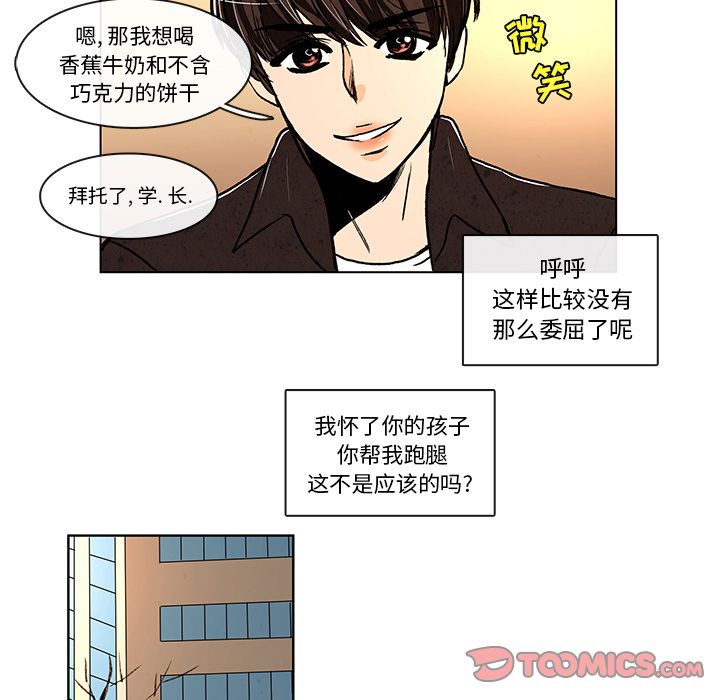 嗯, 那我想喝
香蕉牛奶和不含
巧克力的饼干
微笑
拜托了, 学. 长.
呼呼
这样比较没有
那么委屈了呢
我怀了你的孩子
你帮我跑腿
这不是应该的吗?
TOOMICS.COM